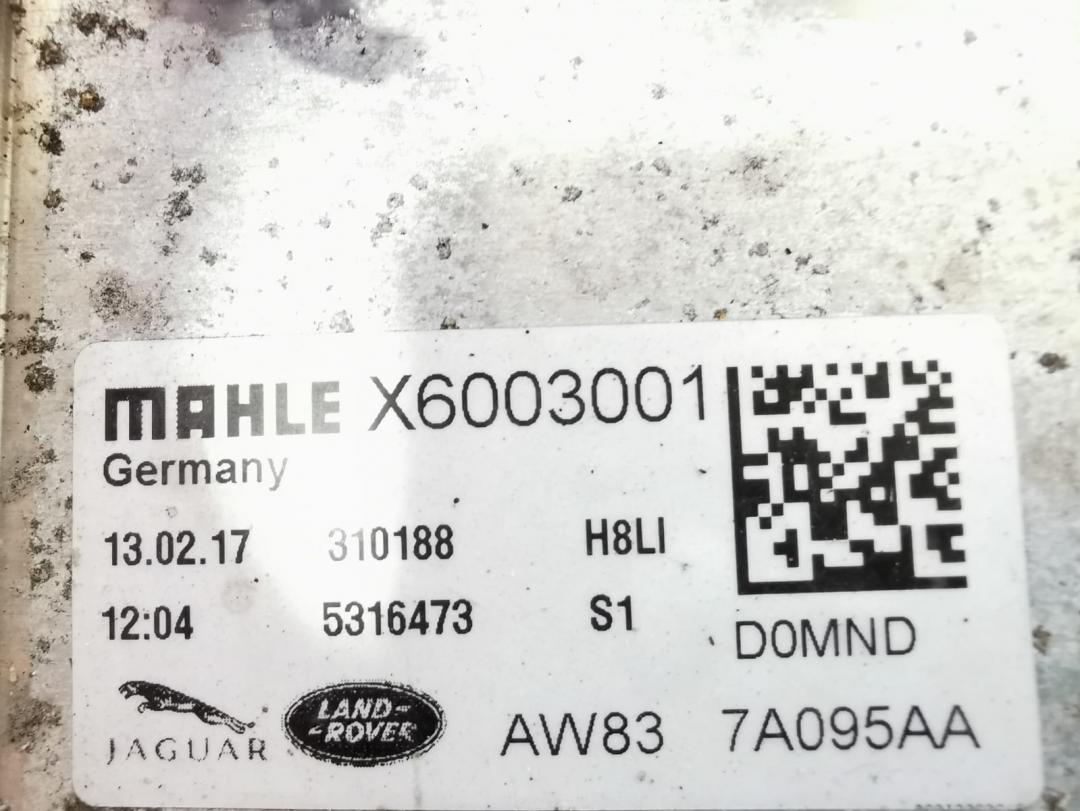 MAHLE X6003001
Germany
13.02.17 310188 H8LI
12:04 5316473 S1
D0MND
JAGUAR LAND-
-ROVER AW83 7A095AA